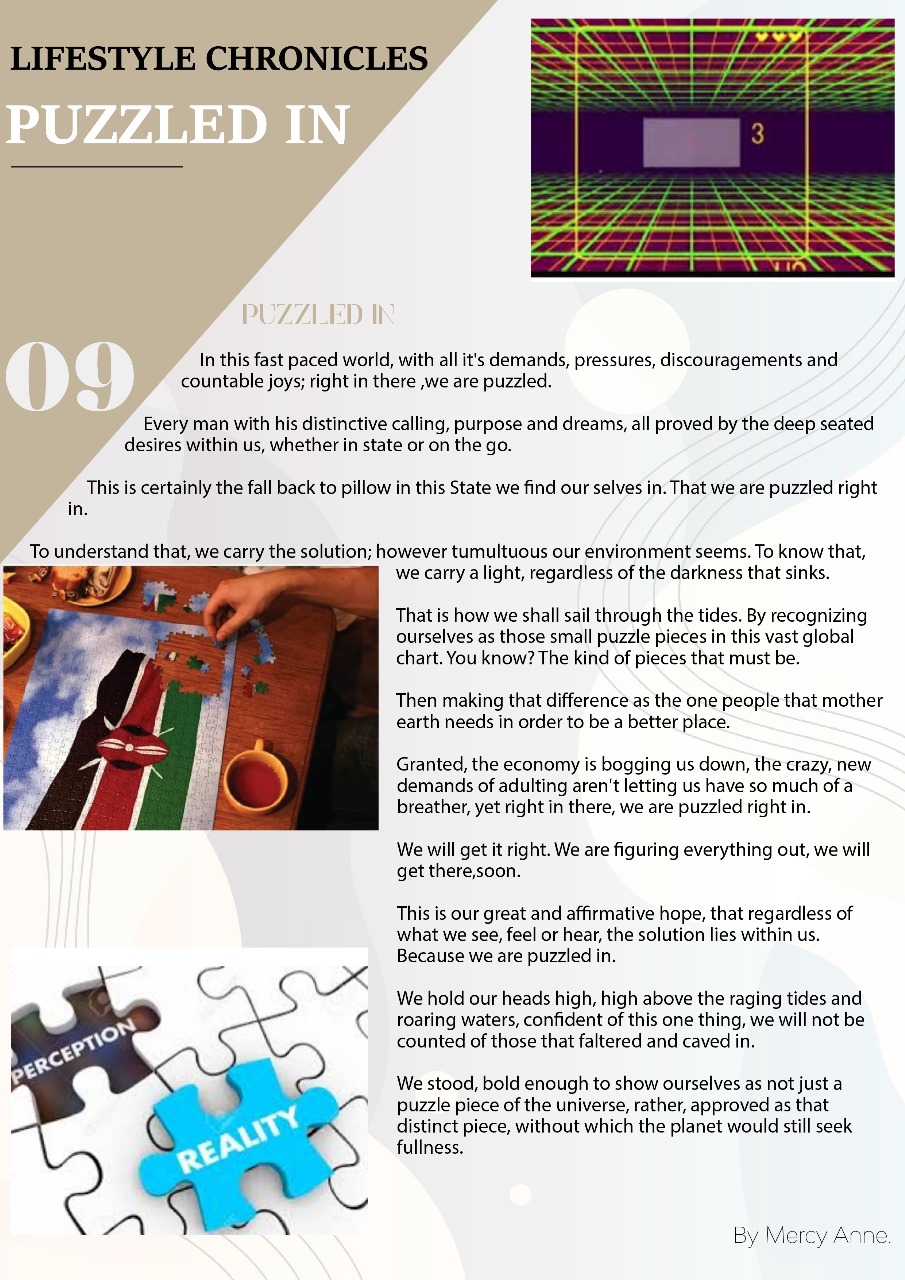 LIFESTYLE CHRONICLES
PUZZLED IN
3
PUZZLED IN
09
In this fast paced world, with all it's demands, pressures, discouragements and
countable joys; right in there ,we are puzzled.
Every man with his distinctive calling, purpose and dreams, all proved by the deep seated
desires within us, whether in state or on the go.
This is certainly the fall back to pillow in this State we find our selves in. That we are puzzled right
in.
To understand that, we carry the solution; however tumultuous our environment seems. To know that,
we carry a light, regardless of the darkness that sinks.
That is how we shall sail through the tides. By recognizing
ourselves as those small puzzle pieces in this vast global
chart. You know? The kind of pieces that must be.
Then making that difference as the one people that mother
earth needs in order to be a better place.
Granted, the economy is bogging us down, the crazy, new
demands of adulting aren't letting us have so much of a
breather, yet right in there, we are puzzled right in.
We will get it right. We are figuring everything out, we will
get there,soon.
This is our great and affirmative hope, that regardless of
what we see, feel or hear, the solution lies within us.
Because we are puzzled in.
We hold our heads high, high above the raging tides and
roaring waters, confident of this one thing, we will not be
counted of those that faltered and caved in.
We stood, bold enough to show ourselves as not just a
puzzle piece of the universe, rather, approved as that
distinct piece, without which the planet would still seek
fullness.
PERCEPTION
REALITY
By Mercy Anne.